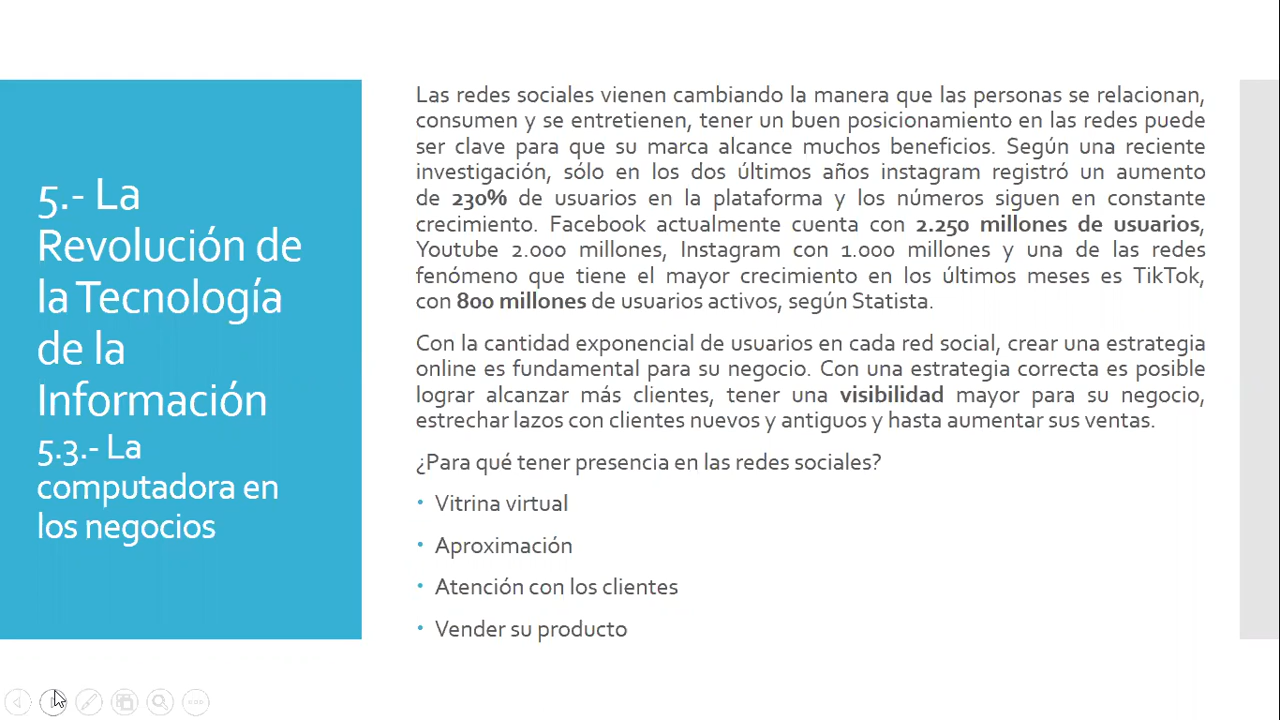 5.- La
Revolución de
la Tecnología
de la
Información
5.3.- La
computadora en
los negocios
Las redes sociales vienen cambiando la manera que las personas se relacionan,
consumen y se entretienen, tener un buen posicionamiento en las redes puede
ser clave para que su marca alcance muchos beneficios. Según una reciente
investigación, sólo en los dos últimos años instagram registró un aumento
de 230% de usuarios en la plataforma y los números siguen en constante
crecimiento. Facebook actualmente cuenta con 2.250 millones de usuarios,
Youtube 2.000 millones, Instagram con 1.000 millones y una de las redes
fenómeno que tiene el mayor crecimiento en los últimos meses es TikTok,
con 800 millones de usuarios activos, según Statista.
Con la cantidad exponencial de usuarios en cada red social, crear una estrategia
online es fundamental para su negocio. Con una estrategia correcta es posible
lograr alcanzar más clientes, tener una visibilidad mayor para su negocio,
estrechar lazos con clientes nuevos y antiguos y hasta aumentar sus ventas.
¿Para qué tener presencia en las redes sociales?
• Vitrina virtual
• Aproximación
• Atención con los clientes
• Vender su producto